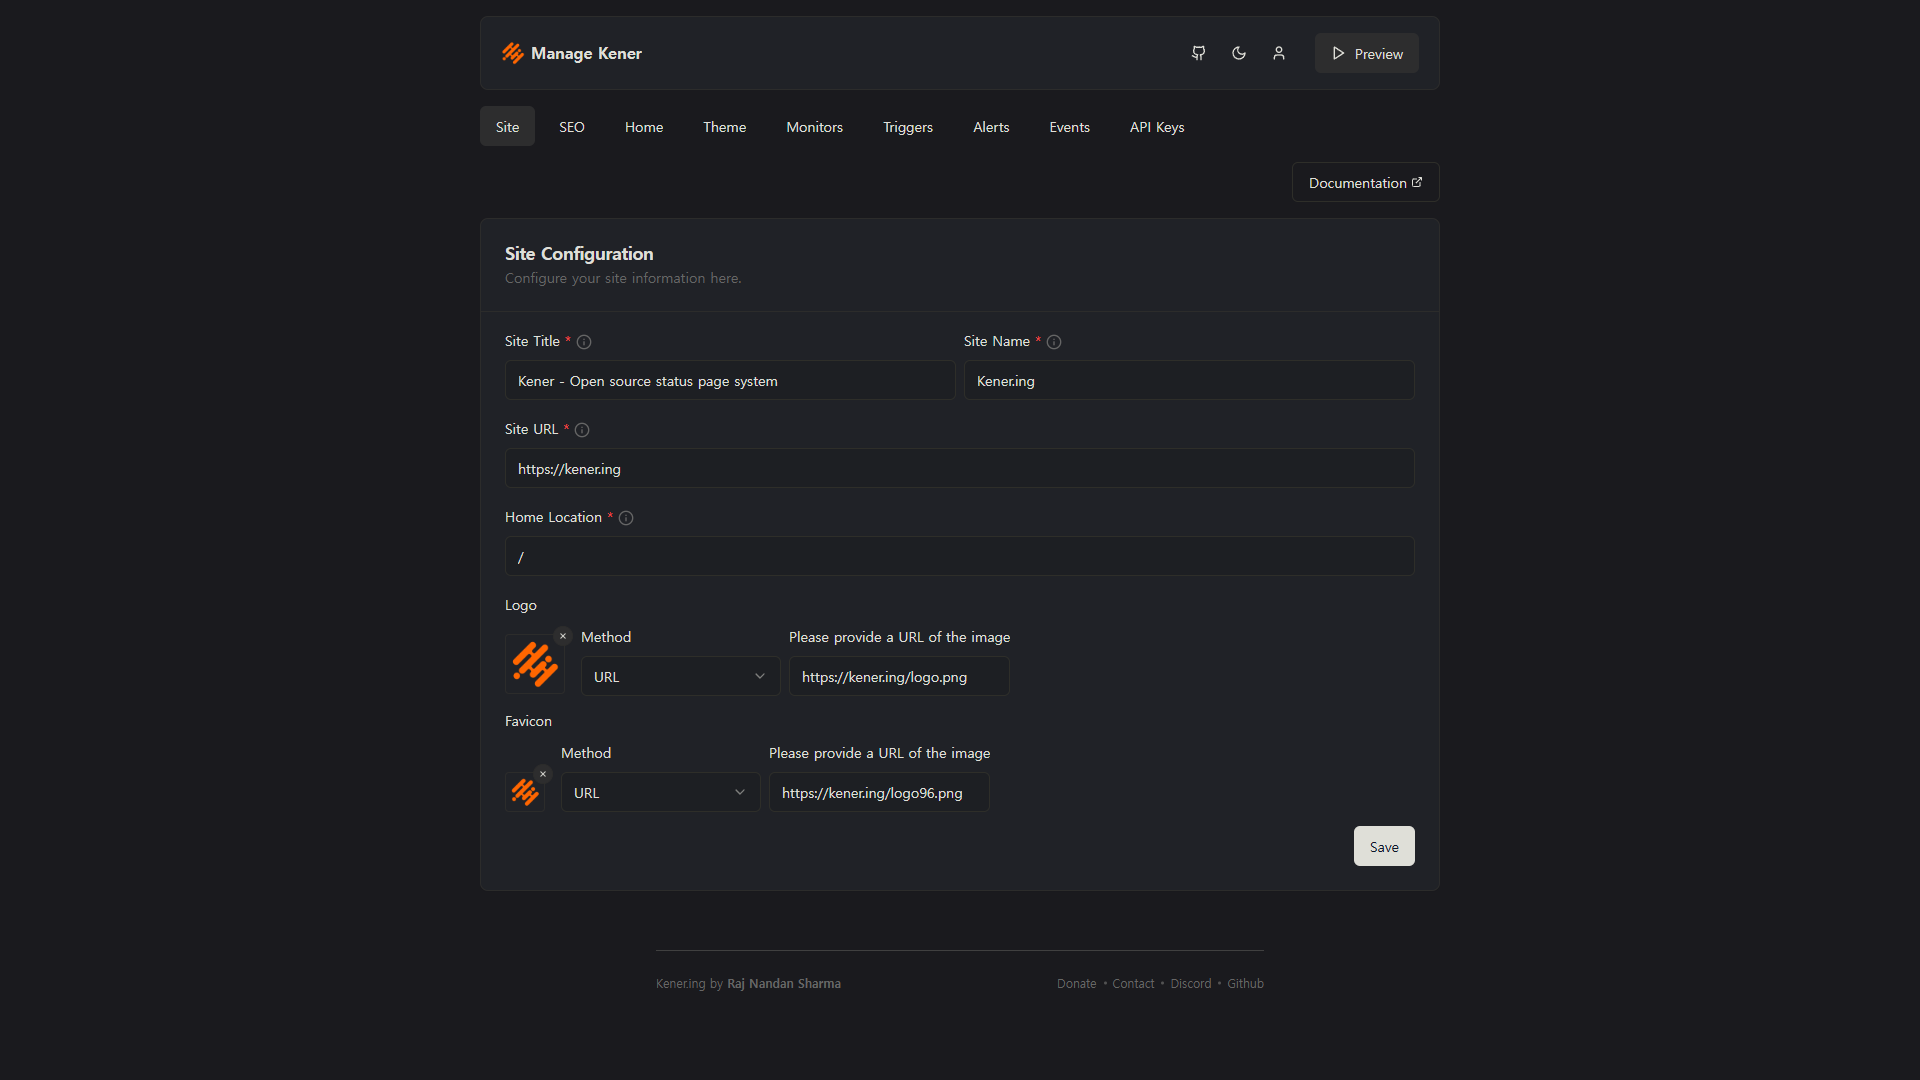 Manage Kener
Preview
Site
SEO
Home
Theme
Monitors
Triggers
Alerts
Events
API Keys
Documentation
Site Configuration
Configure your site information here.
Site Title *
Site Name *
Kener - Open source status page system
Kener.ing
Site URL *
https://kener.ing
Home Location *
/
Logo
Method
Please provide a URL of the image
URL
https://kener.ing/logo.png
Favicon
Method
Please provide a URL of the image
URL
https://kener.ing/logo96.png
Save
Kener.ing by Raj Nandan Sharma
Donate • Contact • Discord • Github